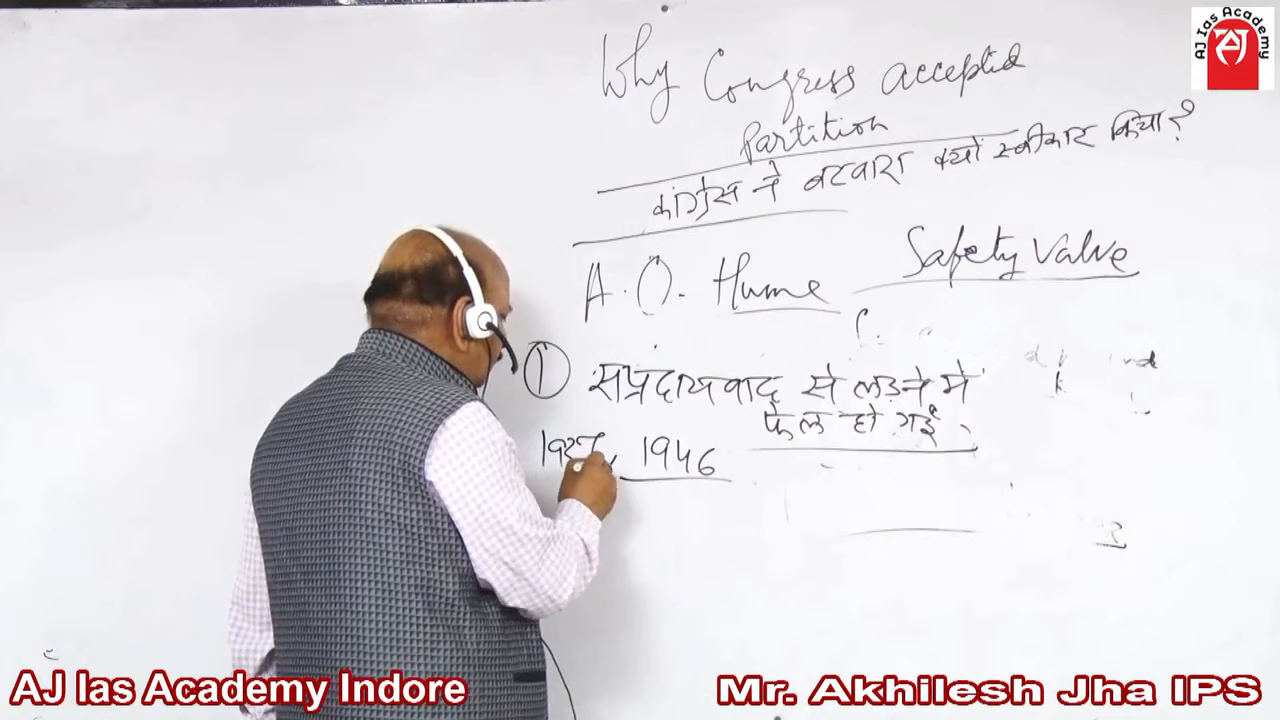 Why Congress accepted
Partition
कांग्रेस ने बटवारा क्यों स्वीकार किया?
A. O. Hume Safety Valve
① सप्रदायवाद से लड़ने मे
फेल हो गई
1946
AJ Ias Academy
AJ Ias Academy Indore
Mr. Akhilesh Jha IPS